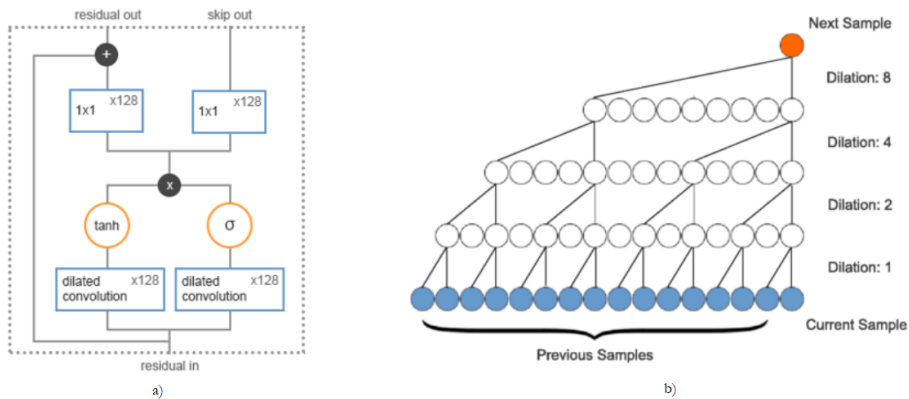 residual out
skip out
+
1x1 x128
1x1 x128
x
tanh
σ
dilated x128
convolution
dilated x128
convolution
residual in
a)
Next Sample
Dilation: 8
Dilation: 4
Dilation: 2
Dilation: 1
Current Sample
Previous Samples
b)